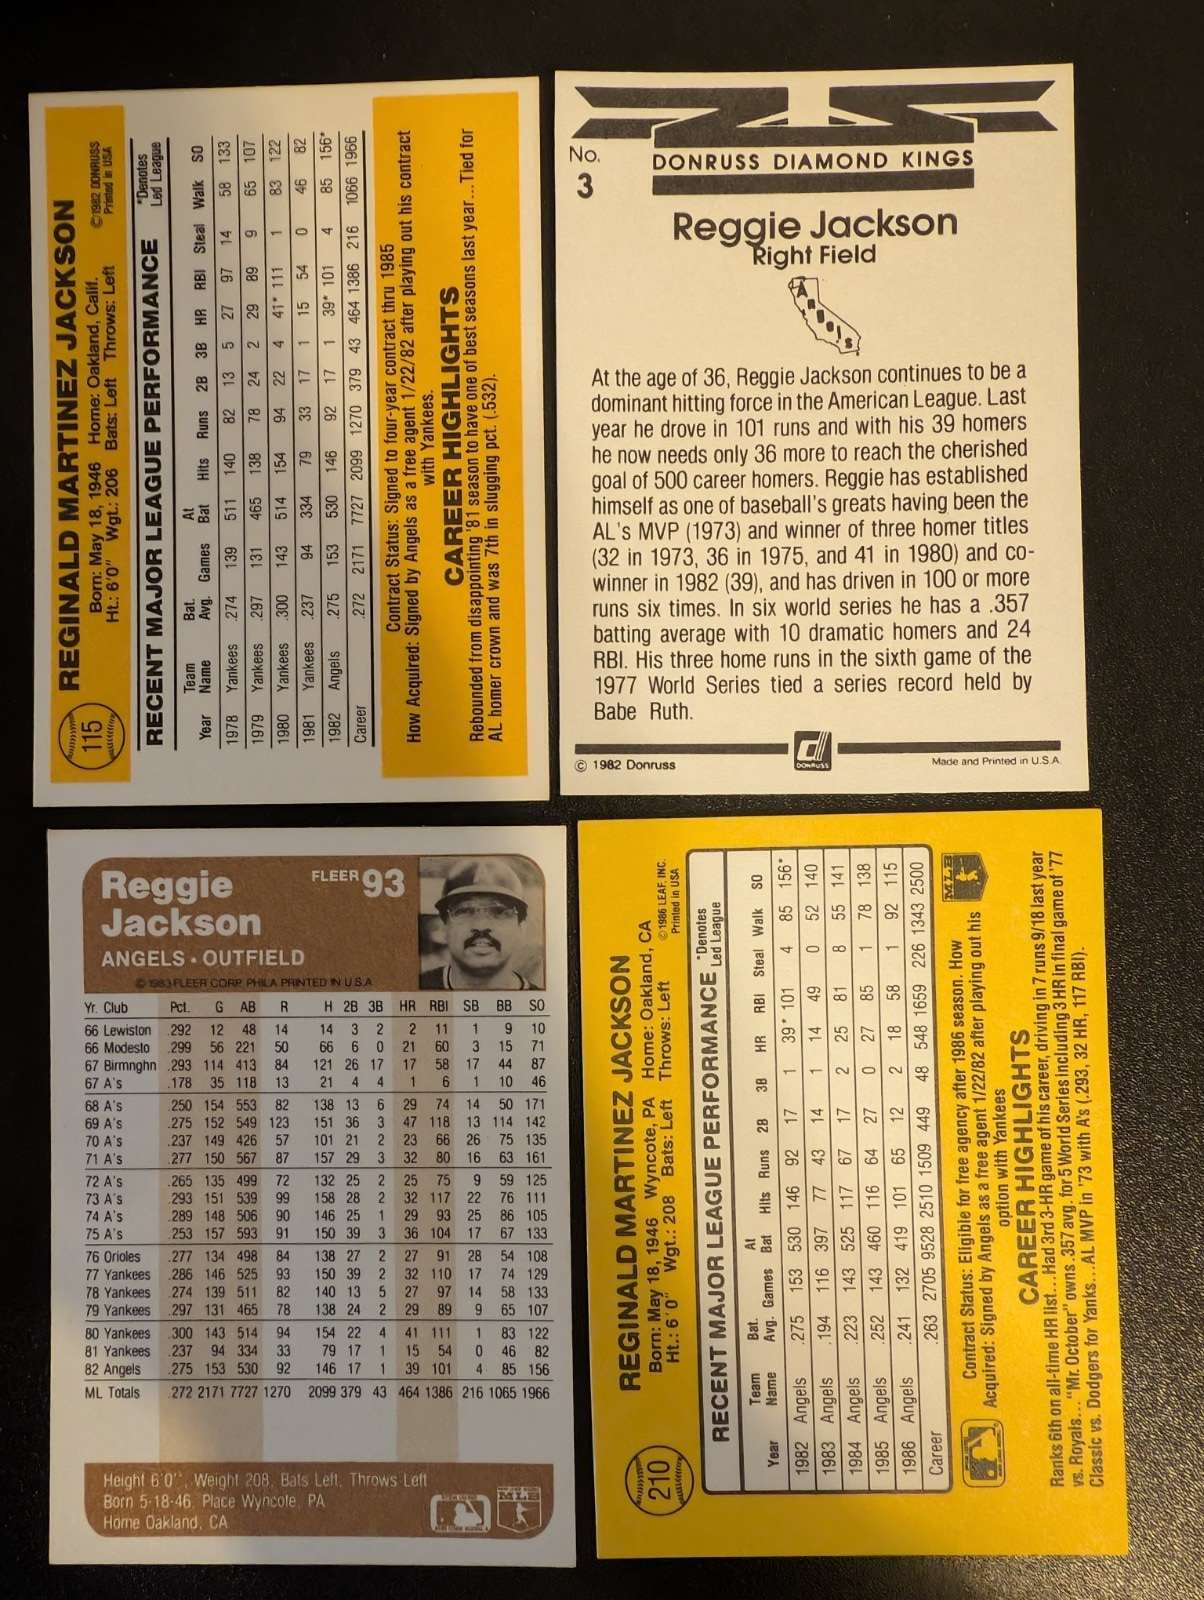 115
REGINALD MARTINEZ JACKSON
Born: May 18, 1946 Home: Oakland, Calif. ©1982 DONRUSS
Ht.: 6'0" Wgt.: 206 Bats: Left Throws: Left Printed in USA
RECENT MAJOR LEAGUE PERFORMANCE *Denotes Led League
Year Team Name Bat. Avg. Games At Bat Hits Runs 2B 3B HR RBI Steal Walk SO
1978 Yankees .274 139 511 140 82 13 5 27 97 14 58 133
1979 Yankees .297 131 465 138 78 24 2 29 89 9 65 107
1980 Yankees .300 143 514 154 94 22 4 41* 111 1 83 122
1981 Yankees .237 94 334 79 33 17 1 15 54 0 46 82
1982 Angels .275 153 530 146 92 17 1 39* 101 4 85 156*
Career .272 2171 7727 2099 1270 379 43 464 1386 216 1066 1966
Contract Status: Signed to four-year contract thru 1985
How Acquired: Signed by Angels as a free agent 1/22/82 after playing out his contract
with Yankees.
CAREER HIGHLIGHTS
Rebounded from disappointing '81 season to have one of best seasons last year... Tied for
AL homer crown and was 7th in slugging pct. (.532).
No.
3
DONRUSS DIAMOND KINGS
Reggie Jackson
Right Field
Angels
At the age of 36, Reggie Jackson continues to be a
dominant hitting force in the American League. Last
year he drove in 101 runs and with his 39 homers
he now needs only 36 more to reach the cherished
goal of 500 career homers. Reggie has established
himself as one of baseball's greats having been the
AL's MVP (1973) and winner of three homer titles
(32 in 1973, 36 in 1975, and 41 in 1980) and co-
winner in 1982 (39), and has driven in 100 or more
runs six times. In six world series he has a .357
batting average with 10 dramatic homers and 24
RBI. His three home runs in the sixth game of the
1977 World Series tied a series record held by
Babe Ruth.
© 1982 Donruss DONRUSS Made and Printed in U.S.A.
Reggie FLEER 93
Jackson
ANGELS • OUTFIELD
© 1983 FLEER CORP. PHILA PRINTED IN U.S.A.
Yr. Club Pct. G AB R H 2B 3B HR RBI SB BB SO
66 Lewiston .292 12 48 14 14 3 2 2 11 1 9 10
66 Modesto .299 56 221 50 66 6 0 21 60 3 15 71
67 Birmnghn .293 114 413 84 121 26 17 17 58 17 44 87
67 A's .178 35 118 13 21 4 4 1 6 1 10 46
68 A's .250 154 553 82 138 13 6 29 74 14 50 171
69 A's .275 152 549 123 151 36 3 47 118 13 114 142
70 A's .237 149 426 57 101 21 2 23 66 26 75 135
71 A's .277 150 567 87 157 29 3 32 80 16 63 161
72 A's .265 135 499 72 132 25 2 25 75 9 59 125
73 A's .293 151 539 99 158 28 2 32 117 22 76 111
74 A's .289 148 506 90 146 25 1 29 93 25 86 105
75 A's .253 157 593 91 150 39 3 36 104 17 67 133
76 Orioles .277 134 498 84 138 27 2 27 91 28 54 108
77 Yankees .286 146 525 93 150 39 2 32 110 17 74 129
78 Yankees .274 139 511 82 140 13 5 27 97 14 58 133
79 Yankees .297 131 465 78 138 24 2 29 89 9 65 107
80 Yankees .300 143 514 94 154 22 4 41 111 1 83 122
81 Yankees .237 94 334 33 79 17 1 15 54 0 46 82
82 Angels .275 153 530 92 146 17 1 39 101 4 85 156
ML Totals .272 2171 7727 1270 2099 379 43 464 1386 216 1065 1966
Height 6'0", Weight 208, Bats Left, Throws Left
Born 5-18-46, Place Wyncote, PA
Home Oakland, CA
MLB
210
REGINALD MARTINEZ JACKSON
Born: May 18, 1946 Wyncote, PA Home: Oakland, CA ©1986 LEAF, INC.
Ht.: 6'0" Wgt.: 208 Bats: Left Throws: Left Printed in USA
RECENT MAJOR LEAGUE PERFORMANCE *Denotes Led League
Year Team Name Bat. Avg. Games At Bat Hits Runs 2B 3B HR RBI Steal Walk SO
1982 Angels .275 153 530 146 92 17 1 39* 101 4 85 156*
1983 Angels .194 116 397 77 43 14 1 14 49 0 52 140
1984 Angels .223 143 525 117 67 17 2 25 81 8 55 141
1985 Angels .252 143 460 116 64 27 0 27 85 1 78 138
1986 Angels .241 132 419 101 65 12 2 18 58 1 92 115
Career .263 2705 9528 2510 1509 449 48 548 1659 226 1343 2500
Contract Status: Eligible for free agency after 1986 season. How
Acquired: Signed by Angels as a free agent 1/22/82 after playing out his
option with Yankees
MLB
CAREER HIGHLIGHTS
Ranks 6th on all-time HR list...Had 3rd 3-HR game of his career, driving in 7 runs 9/18 last year
vs. Royals... "Mr. October" owns .357 avg. for 5 World Series including 3 HR in final game of '77
Classic vs. Dodgers for Yanks...AL MVP in '73 with A's (.293, 32 HR, 117 RBI).